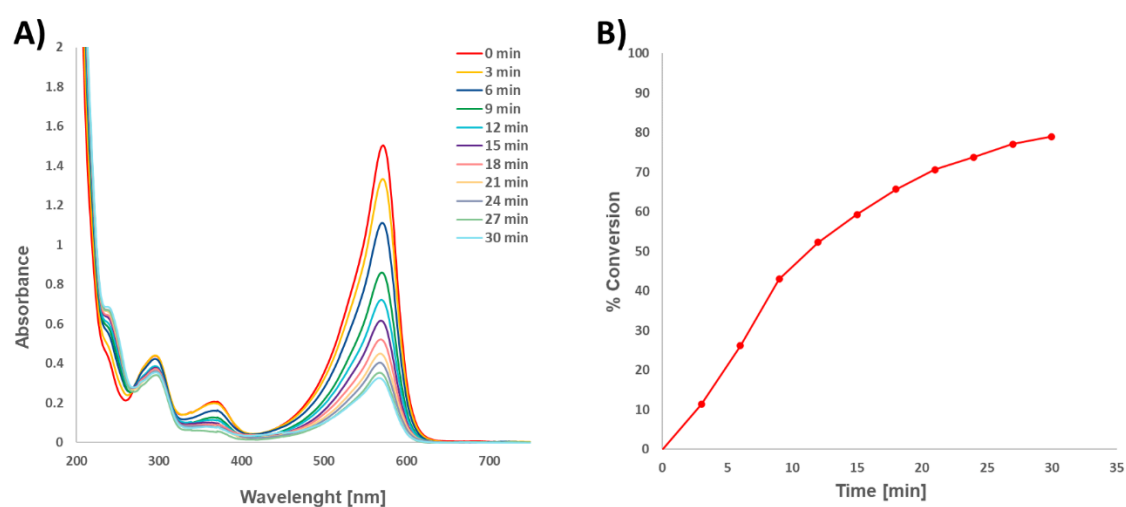 A)
2
1.8
1.6
1.4
1.2
1
0.8
0.6
0.4
0.2
0
Absorbance
200 300 400 500 600 700
Wavelenght [nm]
0 min
3 min
6 min
9 min
12 min
15 min
18 min
21 min
24 min
27 min
30 min
B)
100
90
80
70
60
50
40
30
20
10
0
% Conversion
0 5 10 15 20 25 30 35
Time [min]